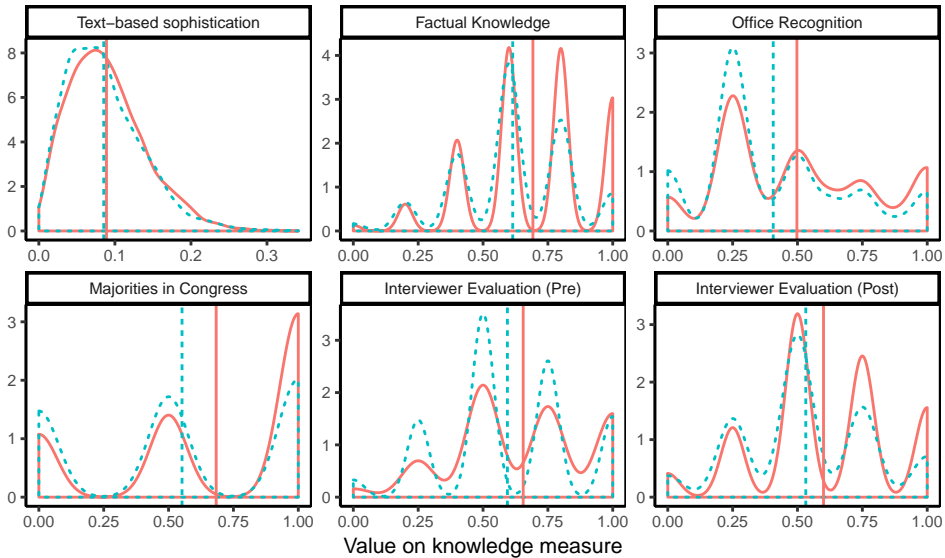 Text−based sophistication
Factual Knowledge
Office Recognition
8
6
4
2
0
4
3
2
1
0
3
2
1
0
0.0 0.1 0.2 0.3
0.00 0.25 0.50 0.75 1.00
0.00 0.25 0.50 0.75 1.00
Majorities in Congress
Interviewer Evaluation (Pre)
Interviewer Evaluation (Post)
3
2
1
0
3
2
1
0
3
2
1
0
0.00 0.25 0.50 0.75 1.00
0.00 0.25 0.50 0.75 1.00
0.00 0.25 0.50 0.75 1.00
Value on knowledge measure